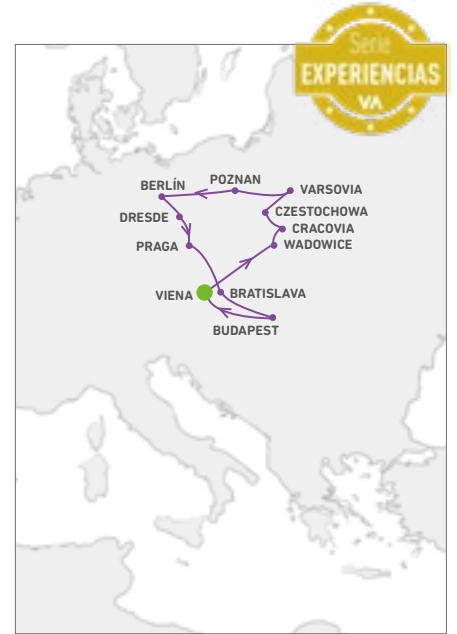 Serie
EXPERIENCIAS
VA
BERLÍN
POZNAN
VARSOVIA
DRESDE
CZESTOCHOWA
CRACOVIA
PRAGA
WADOWICE
VIENA
BRATISLAVA
BUDAPEST